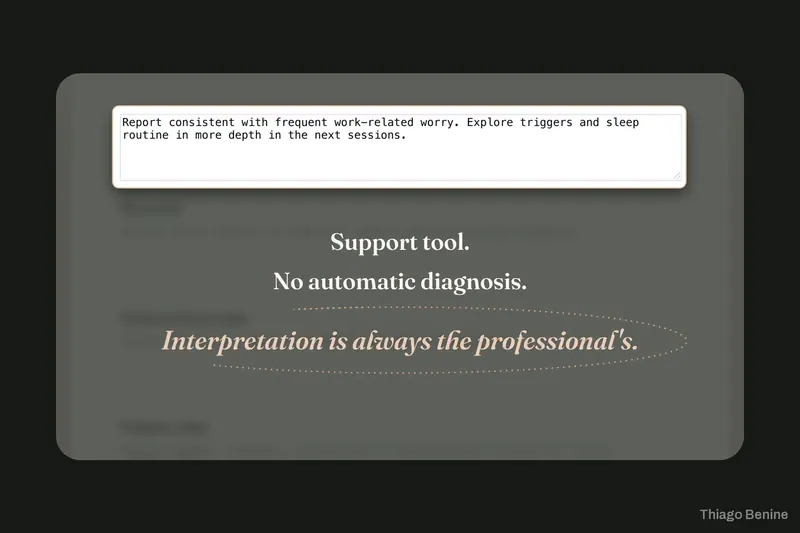 Report consistent with frequent work-related worry. Explore triggers and sleep
routine in more depth in the next sessions.
Support tool.
No automatic diagnosis.
Interpretation is always the professional's.
Thiago Benine